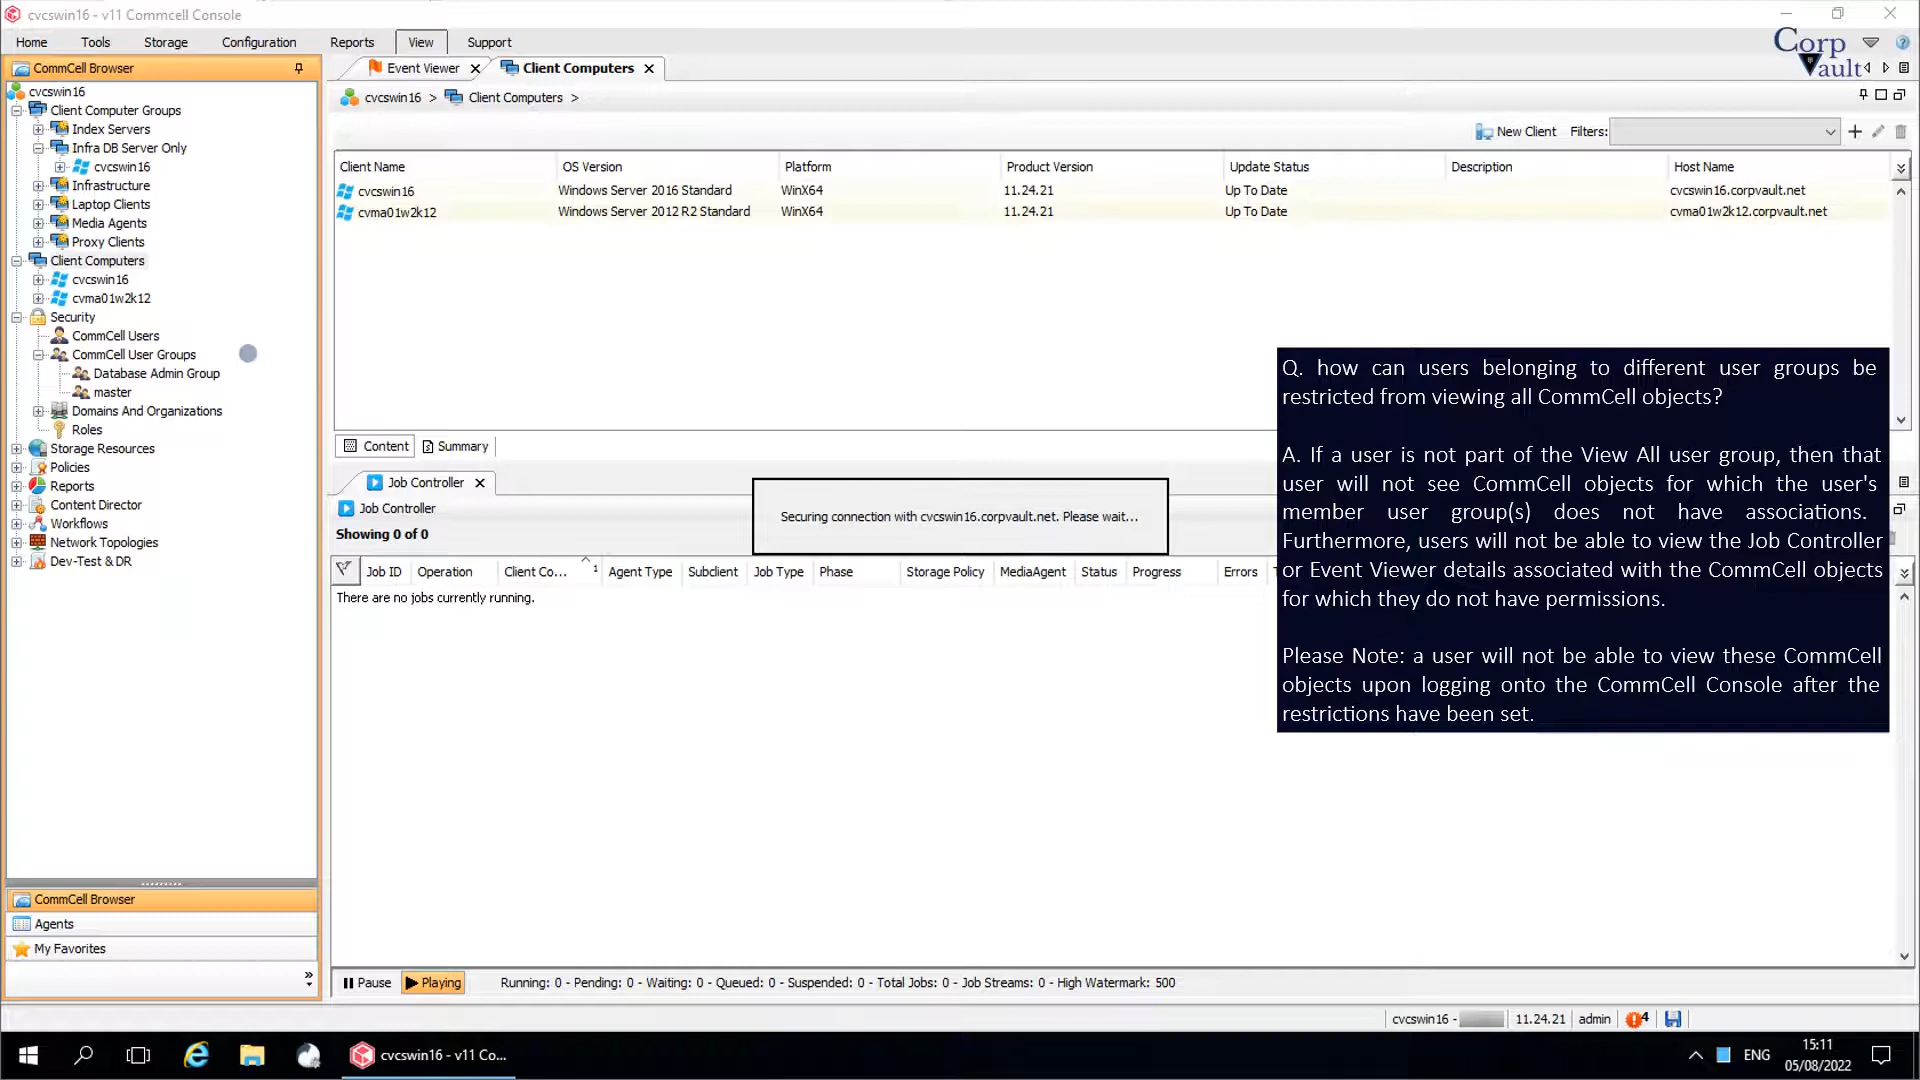 cvcswin16 - v11 Commcell Console
Home Tools Storage Configuration Reports View Support
Corp Vault
CommCell Browser
Event Viewer Client Computers
cvcswin16
Client Computer Groups
Index Servers
Infra DB Server Only
cvcswin16
Infrastructure
Laptop Clients
Media Agents
Proxy Clients
Client Computers
cvcswin16
cvma01w2k12
Security
CommCell Users
CommCell User Groups
Database Admin Group
master
Domains And Organizations
Roles
Storage Resources
Policies
Reports
Content Director
Workflows
Network Topologies
Dev-Test & DR
CommCell Browser
Agents
My Favorites
cvcswin16 > Client Computers >
New Client Filters:
Client Name OS Version Platform Product Version Update Status Description Host Name
cvcswin16 Windows Server 2016 Standard WinX64 11.24.21 Up To Date cvcswin16.corpvault.net
cvma01w2k12 Windows Server 2012 R2 Standard WinX64 11.24.21 Up To Date cvma01w2k12.corpvault.net
Content Summary
Job Controller
Job Controller
Showing 0 of 0
Securing connection with cvcswin16.corpvault.net. Please wait...
Job ID Operation Client Co... 1 Agent Type Subclient Job Type Phase Storage Policy MediaAgent Status Progress Errors
There are no jobs currently running.
Q. how can users belonging to different user groups be
restricted from viewing all CommCell objects?
A. If a user is not part of the View All user group, then that
user will not see CommCell objects for which the user's
member user group(s) does not have associations.
Furthermore, users will not be able to view the Job Controller
or Event Viewer details associated with the CommCell objects
for which they do not have permissions.
Please Note: a user will not be able to view these CommCell
objects upon logging onto the CommCell Console after the
restrictions have been set.
Pause Playing Running: 0 - Pending: 0 - Waiting: 0 - Queued: 0 - Suspended: 0 - Total Jobs: 0 - Job Streams: 0 - High Watermark: 500
cvcswin16 - 11.24.21 admin 4
cvcswin16 - v11 Co...
ENG
15:11
05/08/2022